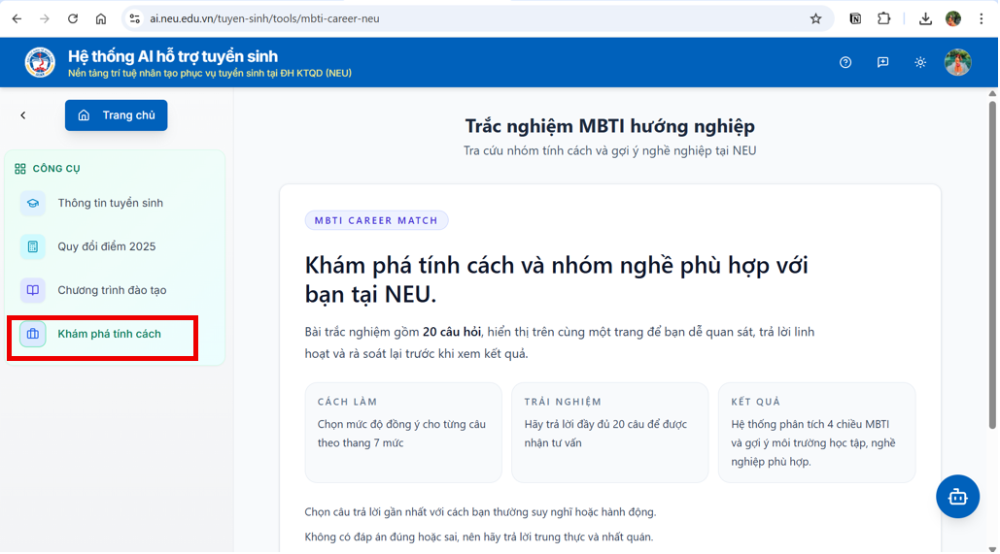 ai.neu.edu.vn/tuyen-sinh/tools/mbti-career-neu
Hệ thống AI hỗ trợ tuyển sinh
Nền tảng trí tuệ nhân tạo phục vụ tuyển sinh tại ĐH KTQD (NEU)
Trang chủ
CÔNG CỤ
Thông tin tuyển sinh
Quy đổi điểm 2025
Chương trình đào tạo
Khám phá tính cách
Trắc nghiệm MBTI hướng nghiệp
Tra cứu nhóm tính cách và gợi ý nghề nghiệp tại NEU
MBTI CAREER MATCH
Khám phá tính cách và nhóm nghề phù hợp với
bạn tại NEU.
Bài trắc nghiệm gồm 20 câu hỏi, hiển thị trên cùng một trang để bạn dễ quan sát, trả lời linh
hoạt và rà soát lại trước khi xem kết quả.
CÁCH LÀM
Chọn mức độ đồng ý cho từng câu
theo thang 7 mức
TRẢI NGHIỆM
Hãy trả lời đầy đủ 20 câu để được
nhận tư vấn
KẾT QUẢ
Hệ thống phân tích 4 chiều MBTI
và gợi ý môi trường học tập, nghề
nghiệp phù hợp.
Chọn câu trả lời gần nhất với cách bạn thường suy nghĩ hoặc hành động.
Không có đáp án đúng hoặc sai, nên hãy trả lời trung thực và nhất quán.